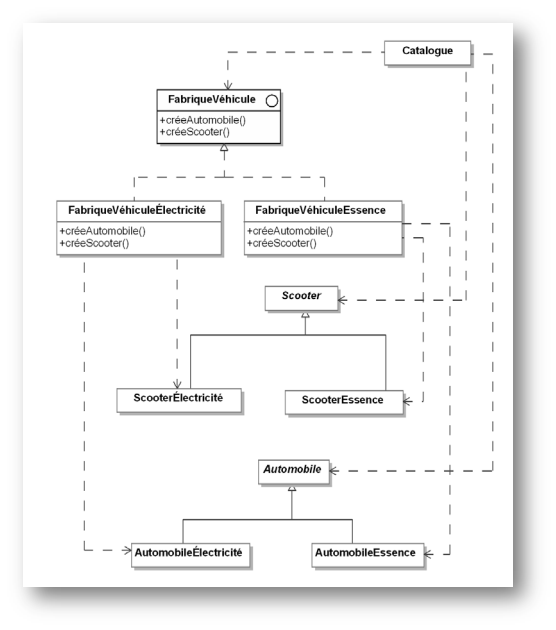 Catalogue
FabriqueVéhicule
+créeAutomobile()
+créeScooter()
FabriqueVéhiculeÉlectricité
+créeAutomobile()
+créeScooter()
FabriqueVéhiculeEssence
+créeAutomobile()
+créeScooter()
Scooter
ScooterÉlectricité
ScooterEssence
Automobile
AutomobileÉlectricité
AutomobileEssence